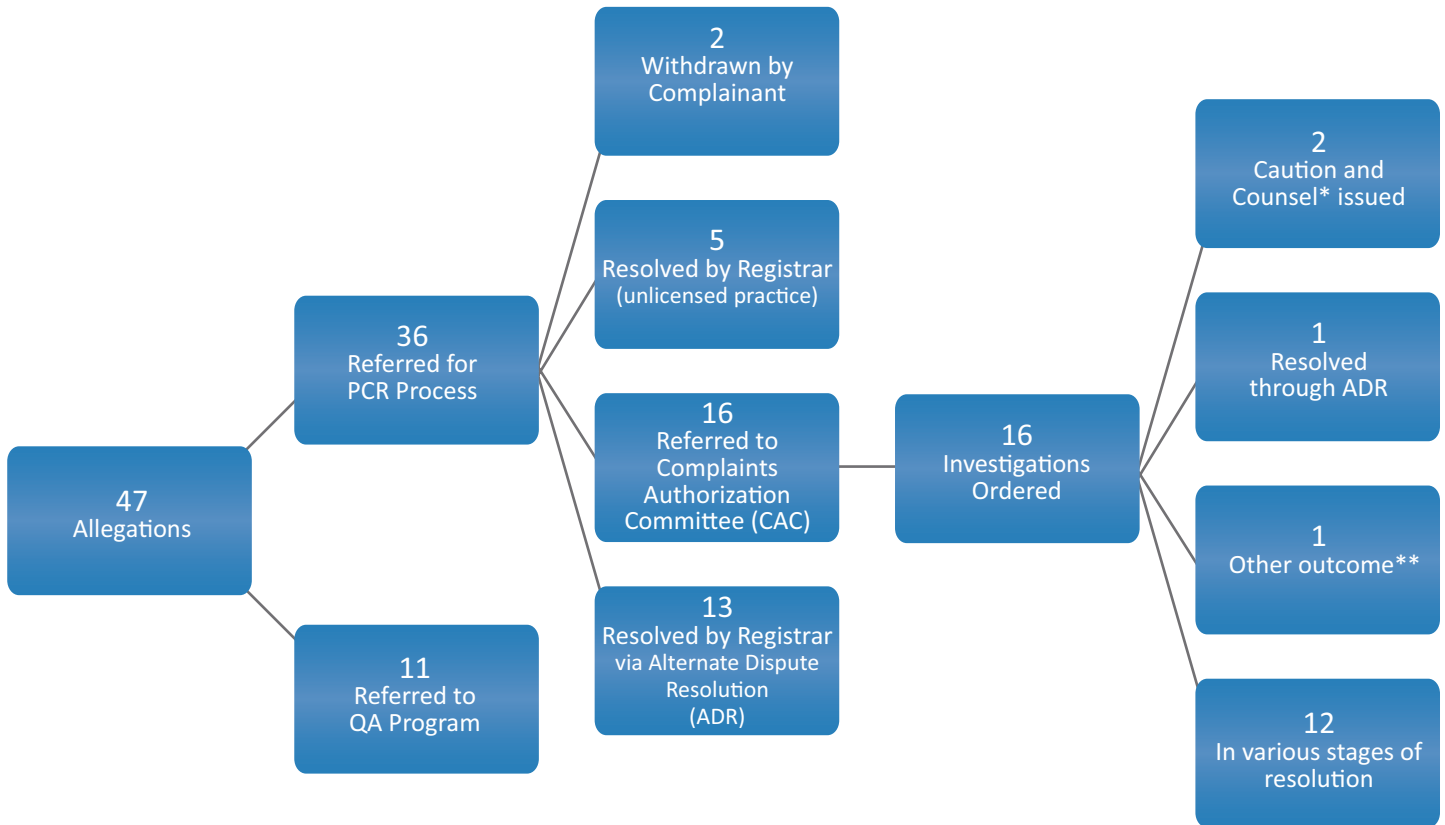 47
Allegations
36
Referred for
PCR Process
11
Referred to
QA Program
2
Withdrawn by
Complainant
5
Resolved by Registrar
(unlicensed practice)
16
Referred to
Complaints
Authorization
Committee (CAC)
13
Resolved by Registrar
via Alternate Dispute
Resolution
(ADR)
16
Investigations
Ordered
2
Caution and
Counsel* issued
1
Resolved
through ADR
1
Other outcome**
12
In various stages of
resolution